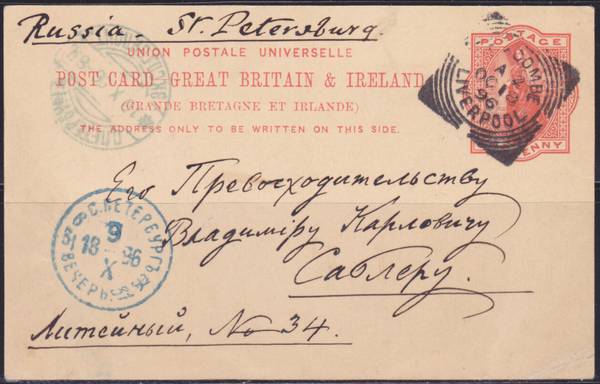 Russia St. Petersburg.
UNION POSTALE UNIVERSELLE
POST CARD GREAT BRITAIN & IRELAND
(GRANDE BRETAGNE ET IRLANDE)
THE ADDRESS ONLY TO BE WRITTEN ON THIS SIDE.
POSTAGE
PENNY
COMBE
LIVERPOOL
96
Его Превосходительству
Владиміру Карловичу
Саблеру.
Литейный, No 34.
С. ПЕТЕРБУРГЪ
9
18 96
X
ВЕЧЕРЪ